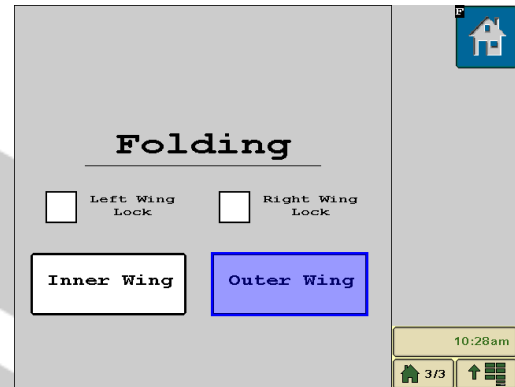 F
Folding
Left Wing
Lock
Right Wing
Lock
Inner Wing
Outer Wing
10:28am
3/3